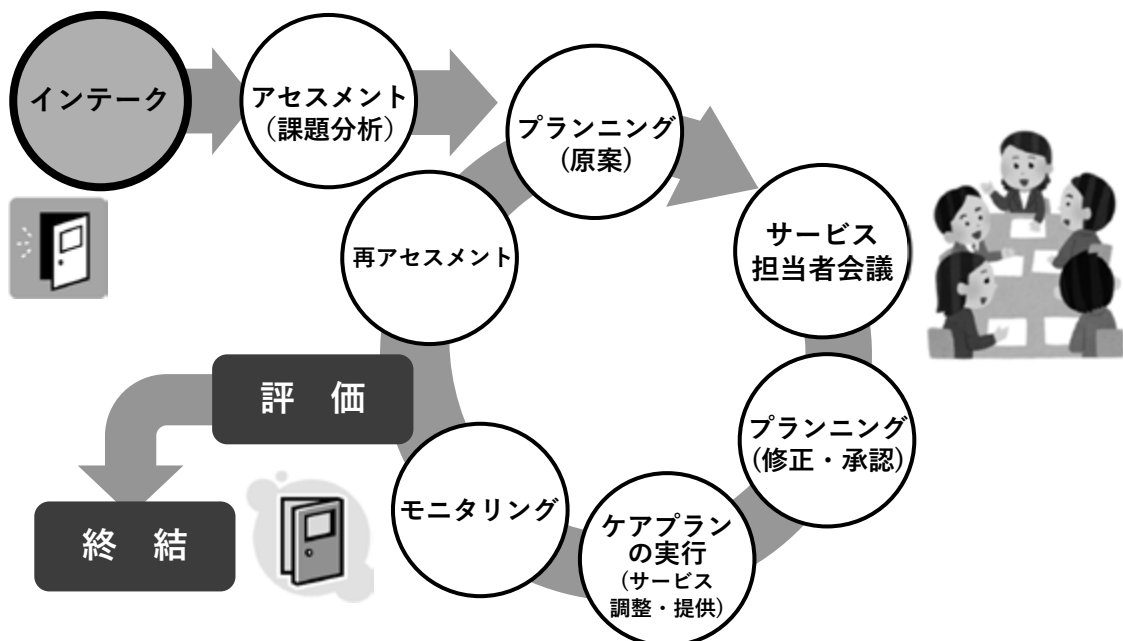 インテーク
アセスメント
（課題分析）
プランニング
(原案)
サービス
担当者会議
プランニング
(修正・承認)
ケアプラン
の実行
（サービス
調整・提供）
モニタリング
再アセスメント
評　価
終　結